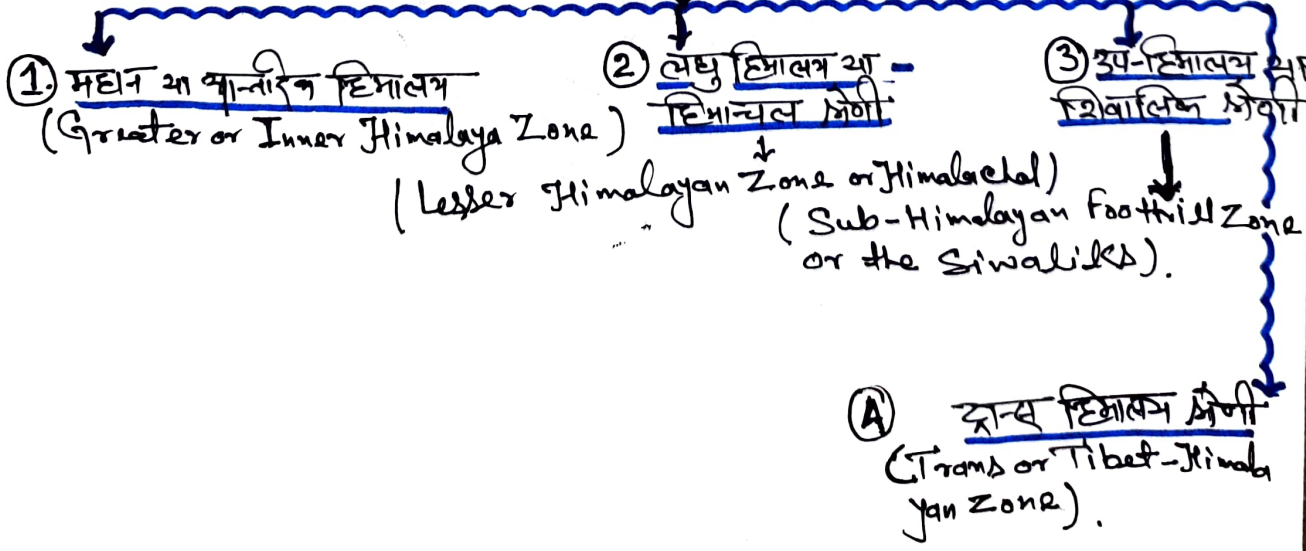 ① महान या आन्तरिक हिमालय
(Greater or Inner Himalaya Zone)
② लघु हिमालय या -
हिमान्चल श्रेणी
(Lesser Himalayan Zone or Himalachal)
③ उप-हिमालय या
शिवालिक श्रेणी
(Sub-Himalayan Foothill Zone
or the Siwaliks).
Ⓐ ट्रान्स हिमालय श्रेणी
(Trans or Tibet-Himala
yan Zone).